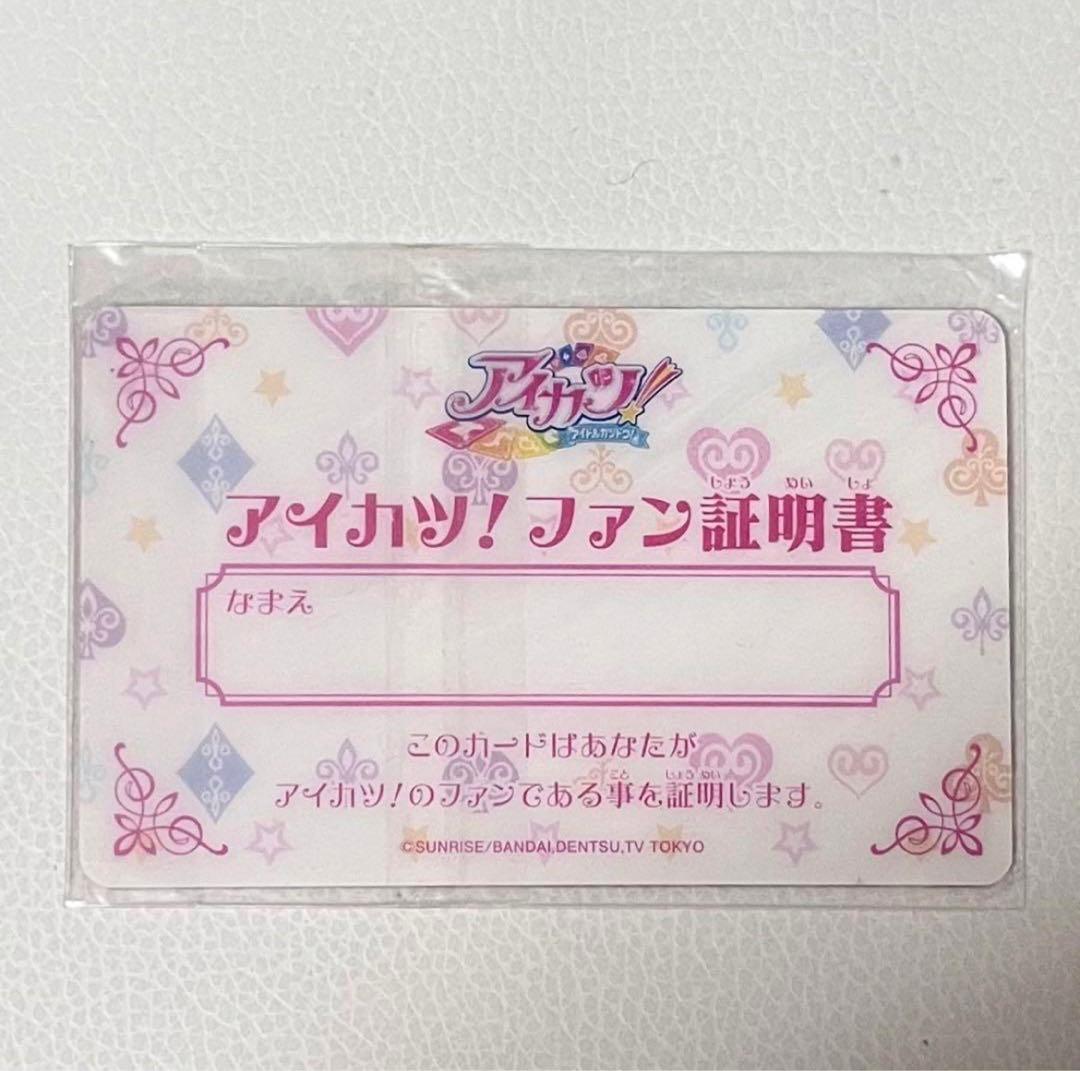 アイカツ!
アイドルカツドウ!
アイカツ! ファン証明書
しょう めい しょ
なまえ
このカードはあなたが
アイカツ!のファンである事を証明します。
こと しょう めい
©SUNRISE/BANDAI,DENTSU,TV TOKYO